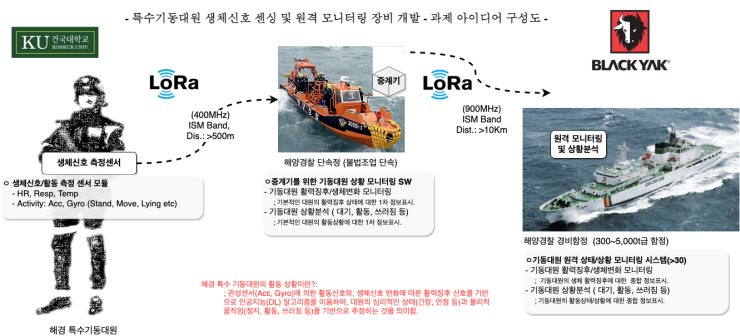 - 특수기동대원 생체신호 센싱 및 원격 모니터링 장비 개발 - 과제 아이디어 구성도 -
KU 건국대학교
KONKUK UNIV.
BLACKYAK
LoRa
(400MHz)
ISM Band,
Dis.: >500m
중계기
LoRa
(900MHz)
ISM Band
Dist.: >10Km
생체신호 측정센서
ㅇ 생체신호/활동 측정 센서 모듈
- HR, Resp, Temp
- Activity: Acc, Gyro (Stand, Move, Lying etc)
해경 특수기동대원
해양경찰 단속정 (불법조업 단속)
ㅇ중계기를 위한 기동대원 상황 모니터링 SW
- 기동대원 활력징후/생체변화 모니터링
; 기본적인 대원의 활력징후 상태에 대한 1차 정보표시.
- 기동대원 상황분석 ( 대기, 활동, 쓰러짐 등)
; 기본적인 대원의 활동상황에 대한 1차 정보표시.
원격 모니터링
및 상황분석
해양경찰 경비함정 (300~5,000t급 함정)
ㅇ기동대원 원격 상태/상황 모니터링 시스템(>30)
- 기동대원 활력징후/생체변화 모니터링
; 기동대원의 생체 활력징후에 대한 종합 정보표시.
- 기동대원 상황분석 ( 대기, 활동, 쓰러짐 등)
; 기동대원의 활동상태/상황에 대한 종합 정보표시.
해경 특수 기동대원의 활동 상황이란?:
; 관성센서(Acc, Gyro)에 의한 활동신호와, 생체신호 변화에 따른 활력징후 신호를 기반
으로 인공지능(DL) 알고리즘을 이용하여, 대원의 심리적인 상태(긴장, 안정 등)과 물리적
움직임(정지, 활동, 쓰러짐 등)을 기반으로 추정하는 것을 의미함.